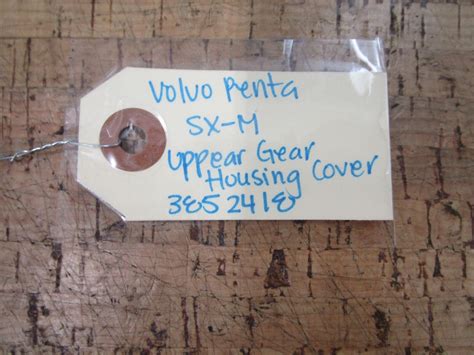 Volvo Penta
SX-M
Uppear Gear
Housing Cover
3852418